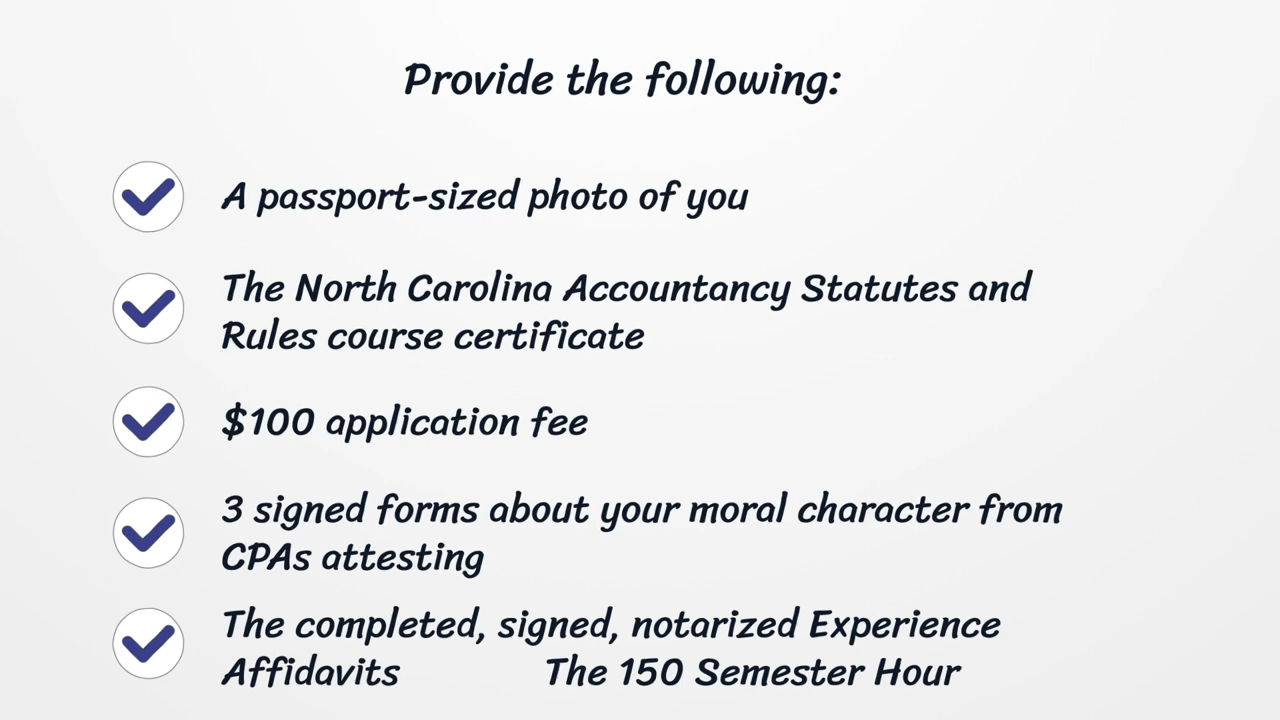 Provide the following:
A passport-sized photo of you
The North Carolina Accountancy Statutes and
Rules course certificate
$100 application fee
3 signed forms about your moral character from
CPAs attesting
The completed, signed, notarized Experience
Affidavits The 150 Semester Hour